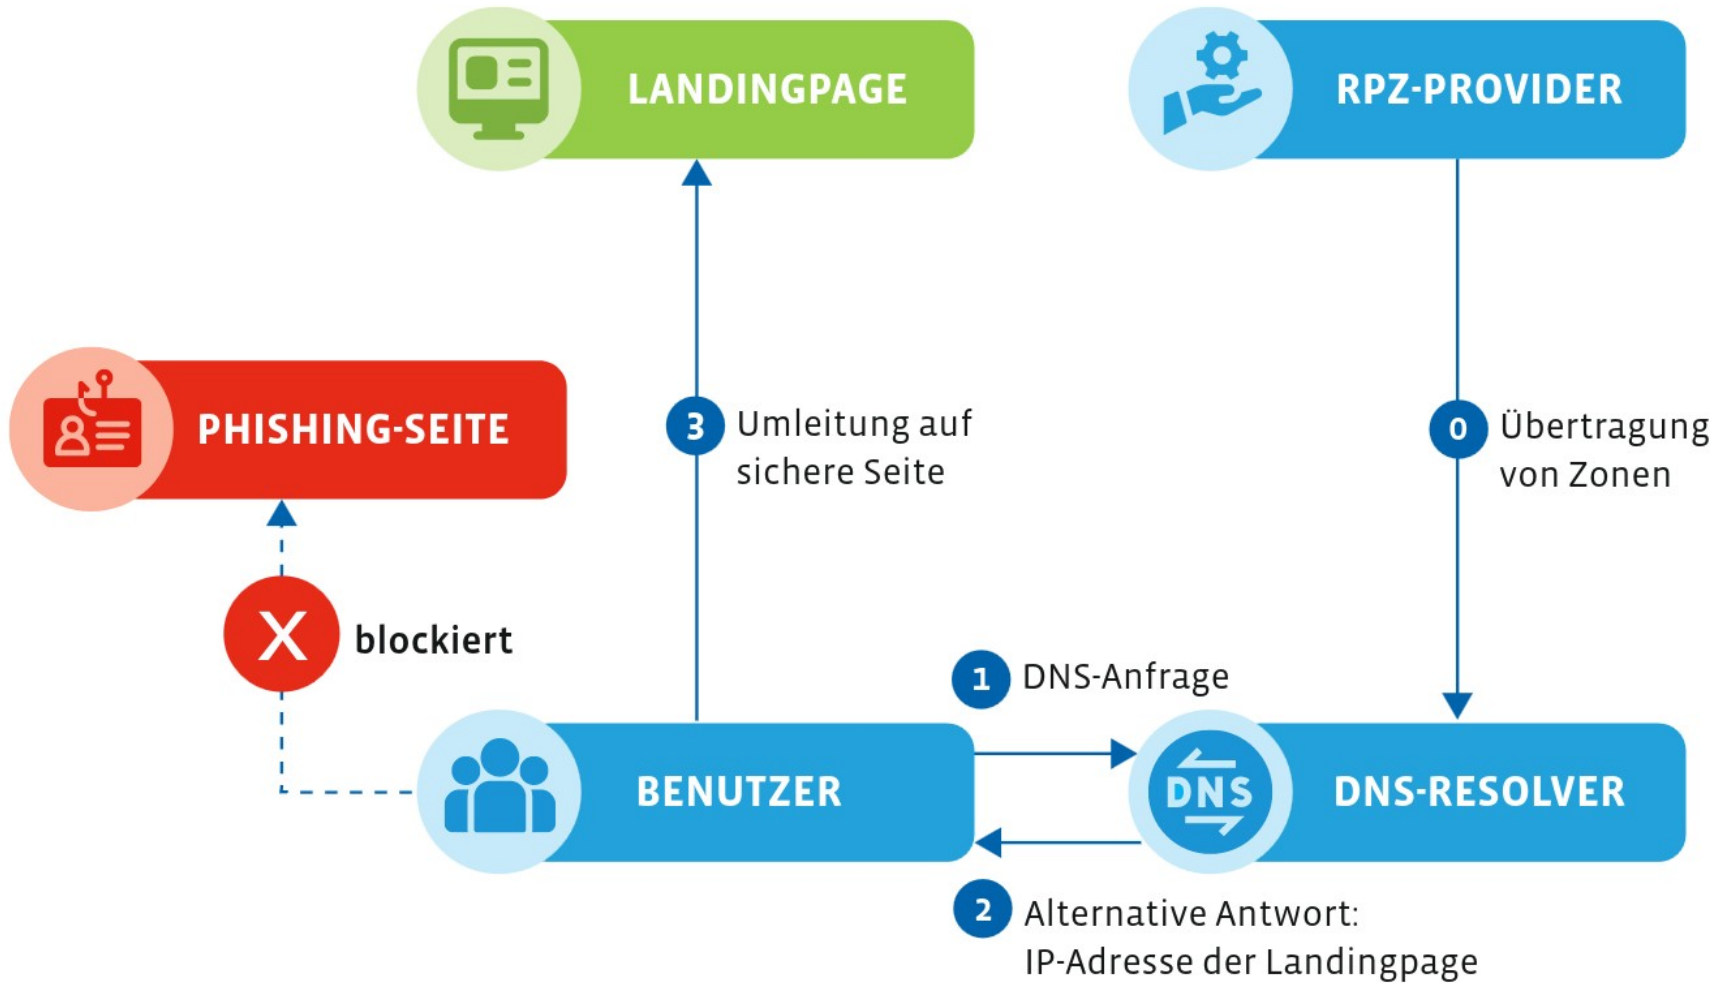 LANDINGPAGE
RPZ-PROVIDER
PHISHING-SEITE
3 Umleitung auf
sichere Seite
0 Übertragung
von Zonen
X blockiert
1 DNS-Anfrage
BENUTZER
DNS
DNS-RESOLVER
2 Alternative Antwort:
IP-Adresse der Landingpage